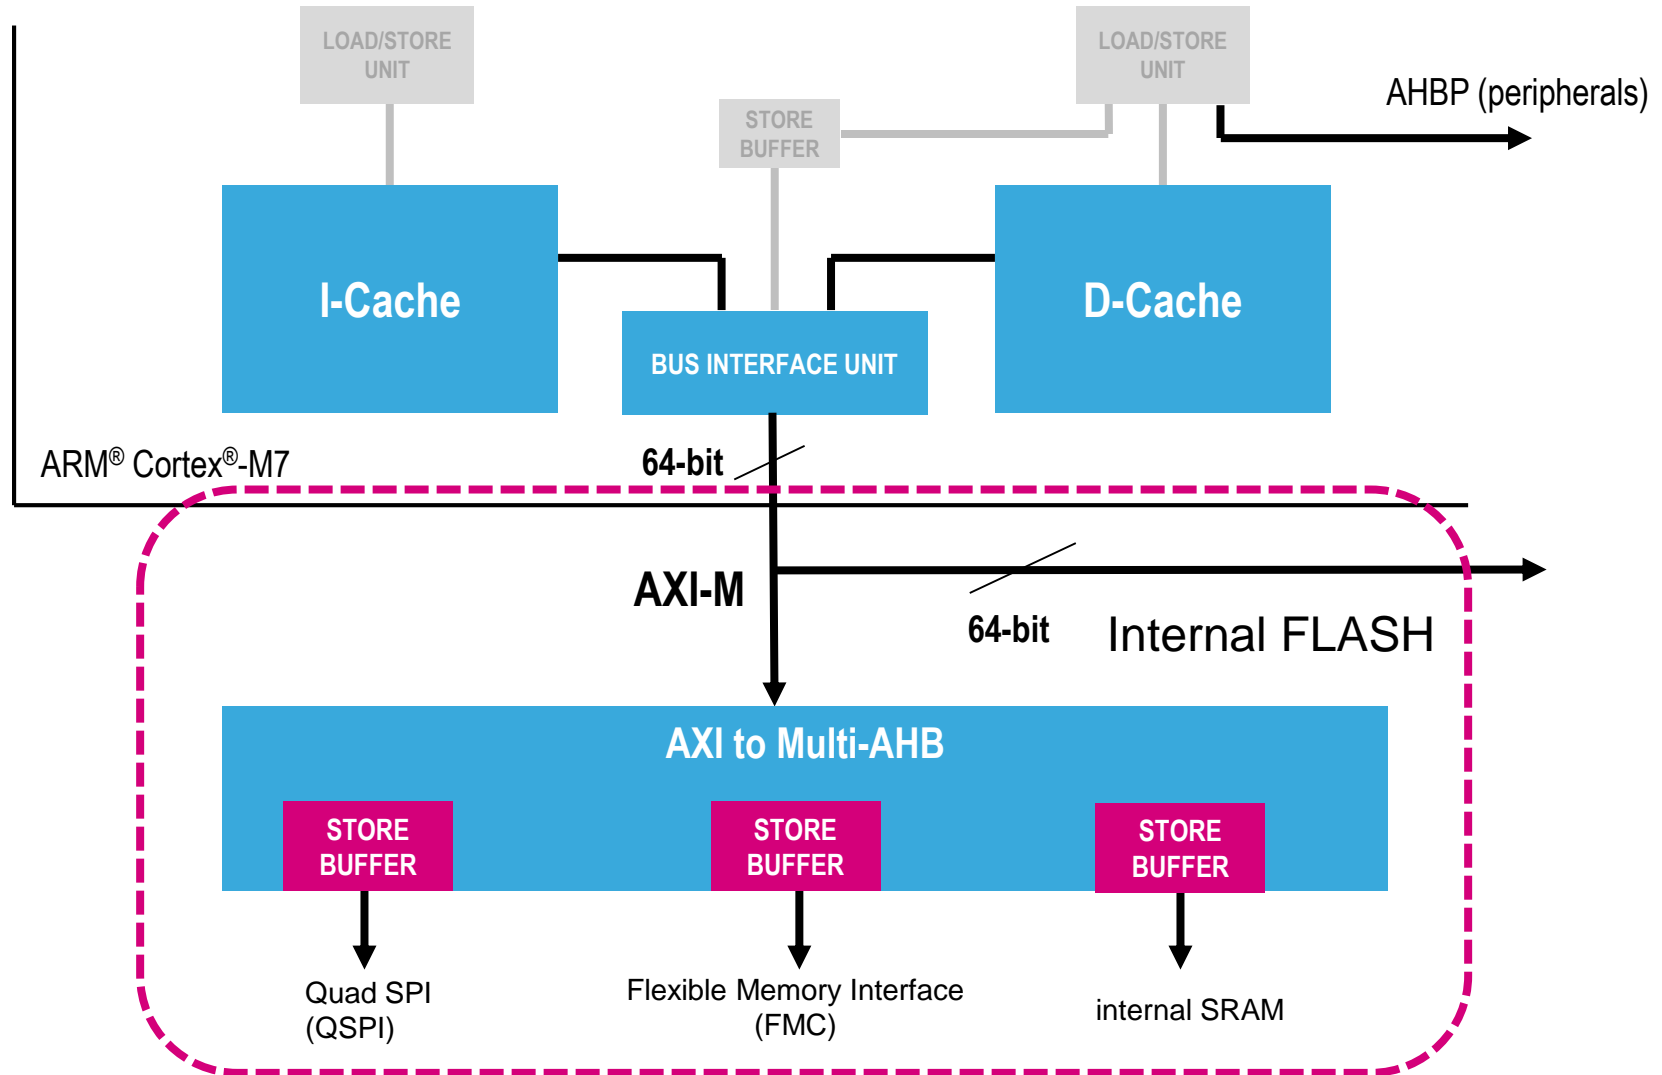 LOAD/STORE
UNIT
LOAD/STORE
UNIT
AHBP (peripherals)
STORE
BUFFER
I-Cache
D-Cache
BUS INTERFACE UNIT
ARM® Cortex®-M7
64-bit
AXI-M
64-bit
Internal FLASH
AXI to Multi-AHB
STORE
BUFFER
STORE
BUFFER
STORE
BUFFER
Quad SPI
(QSPI)
Flexible Memory Interface
(FMC)
internal SRAM